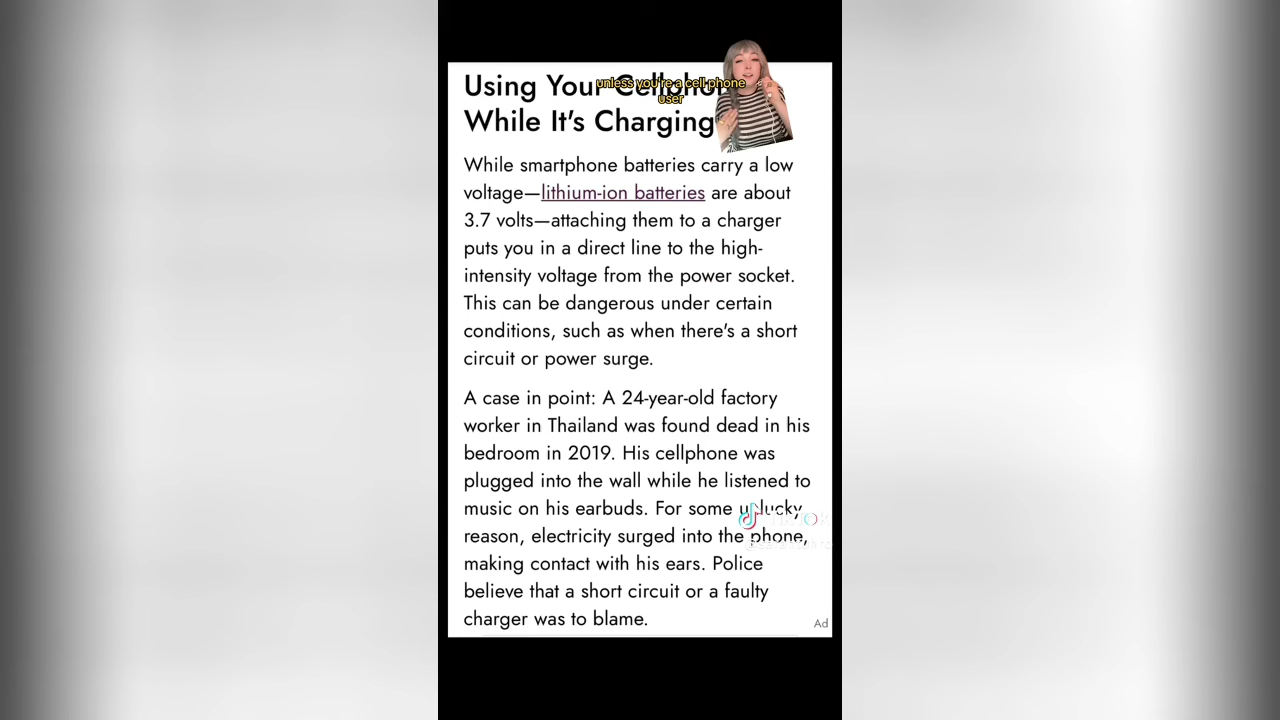 Using Your Cellphone
unless you're a cell phone
user
While It's Charging
While smartphone batteries carry a low
voltage—lithium-ion batteries are about
3.7 volts—attaching them to a charger
puts you in a direct line to the high-
intensity voltage from the power socket.
This can be dangerous under certain
conditions, such as when there's a short
circuit or power surge.
A case in point: A 24-year-old factory
worker in Thailand was found dead in his
bedroom in 2019. His cellphone was
plugged into the wall while he listened to
music on his earbuds. For some unlucky
TikTok
reason, electricity surged into the phone,
making contact with his ears. Police
believe that a short circuit or a faulty
charger was to blame.
Ad